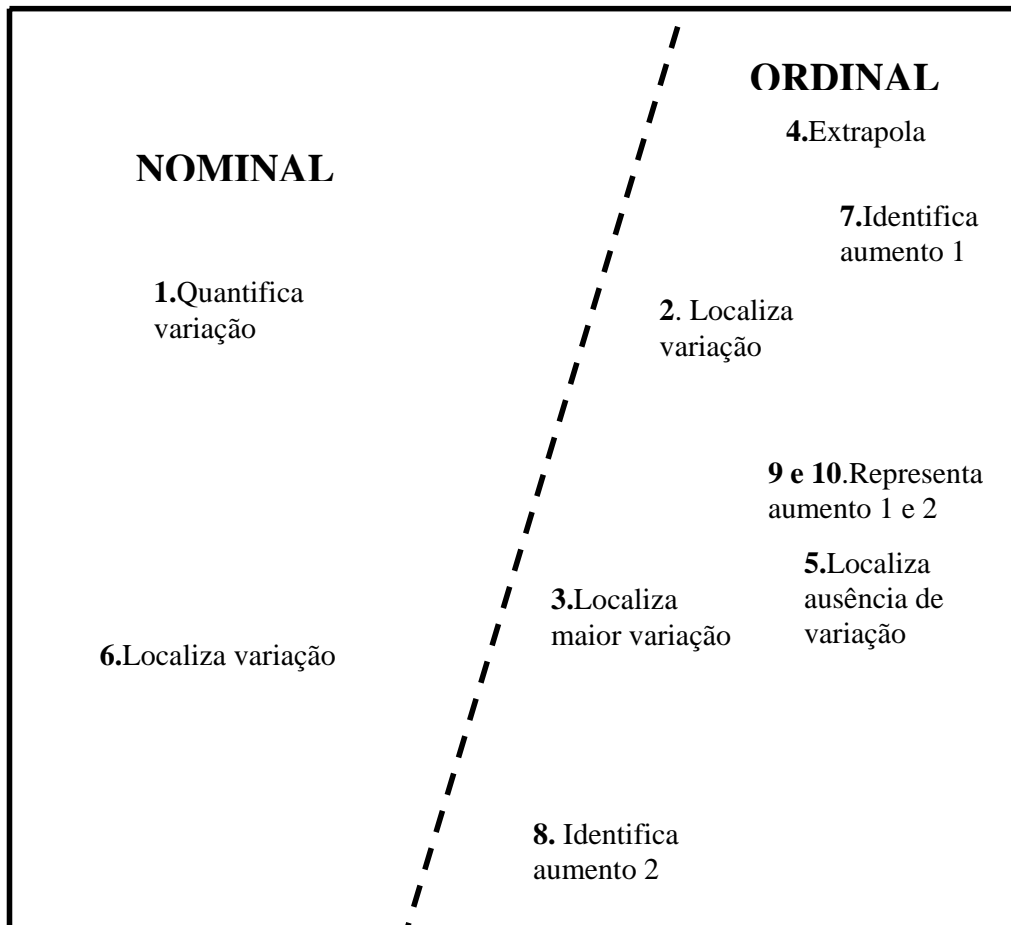 ORDINAL
4.Extrapola
NOMINAL
7.Identifica
aumento 1
1.Quantifica
variação
2. Localiza
variação
9 e 10.Representa
aumento 1 e 2
5.Localiza
ausência de
variação
3.Localiza
maior variação
6.Localiza variação
8. Identifica
aumento 2